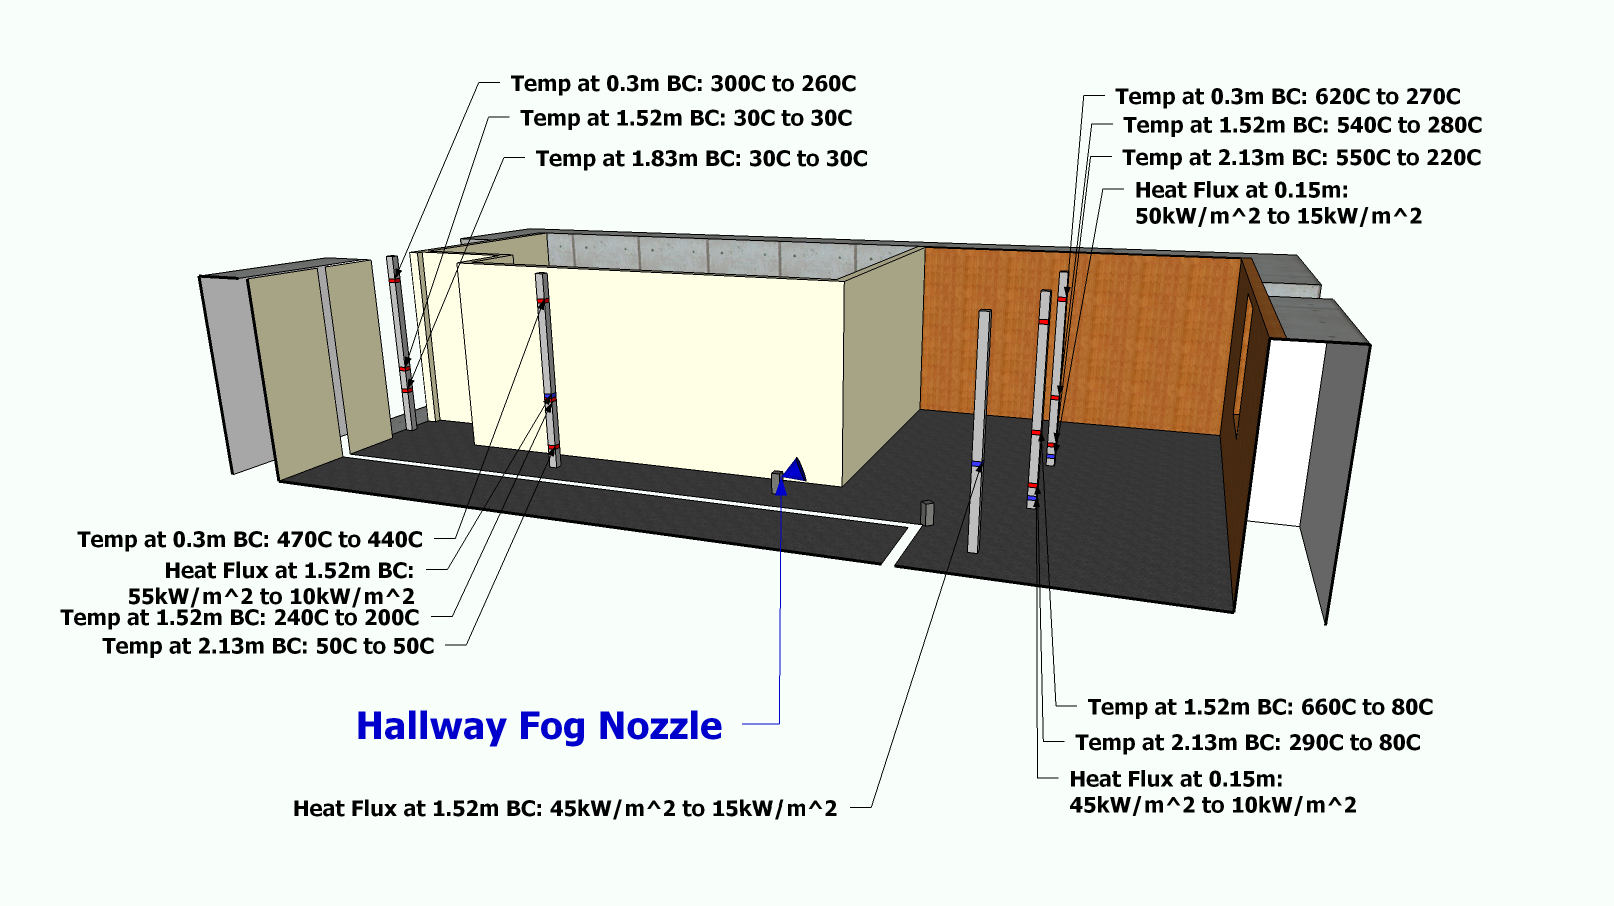 Temp at 0.3m BC: 300C to 260C
Temp at 1.52m BC: 30C to 30C
Temp at 1.83m BC: 30C to 30C
Temp at 0.3m BC: 620C to 270C
Temp at 1.52m BC: 540C to 280C
Temp at 2.13m BC: 550C to 220C
Heat Flux at 0.15m:
50kW/m^2 to 15kW/m^2
Temp at 0.3m BC: 470C to 440C
Heat Flux at 1.52m BC:
55kW/m^2 to 10kW/m^2
Temp at 1.52m BC: 240C to 200C
Temp at 2.13m BC: 50C to 50C
Hallway Fog Nozzle
Heat Flux at 1.52m BC: 45kW/m^2 to 15kW/m^2
Temp at 1.52m BC: 660C to 80C
Temp at 2.13m BC: 290C to 80C
Heat Flux at 0.15m:
45kW/m^2 to 10kW/m^2